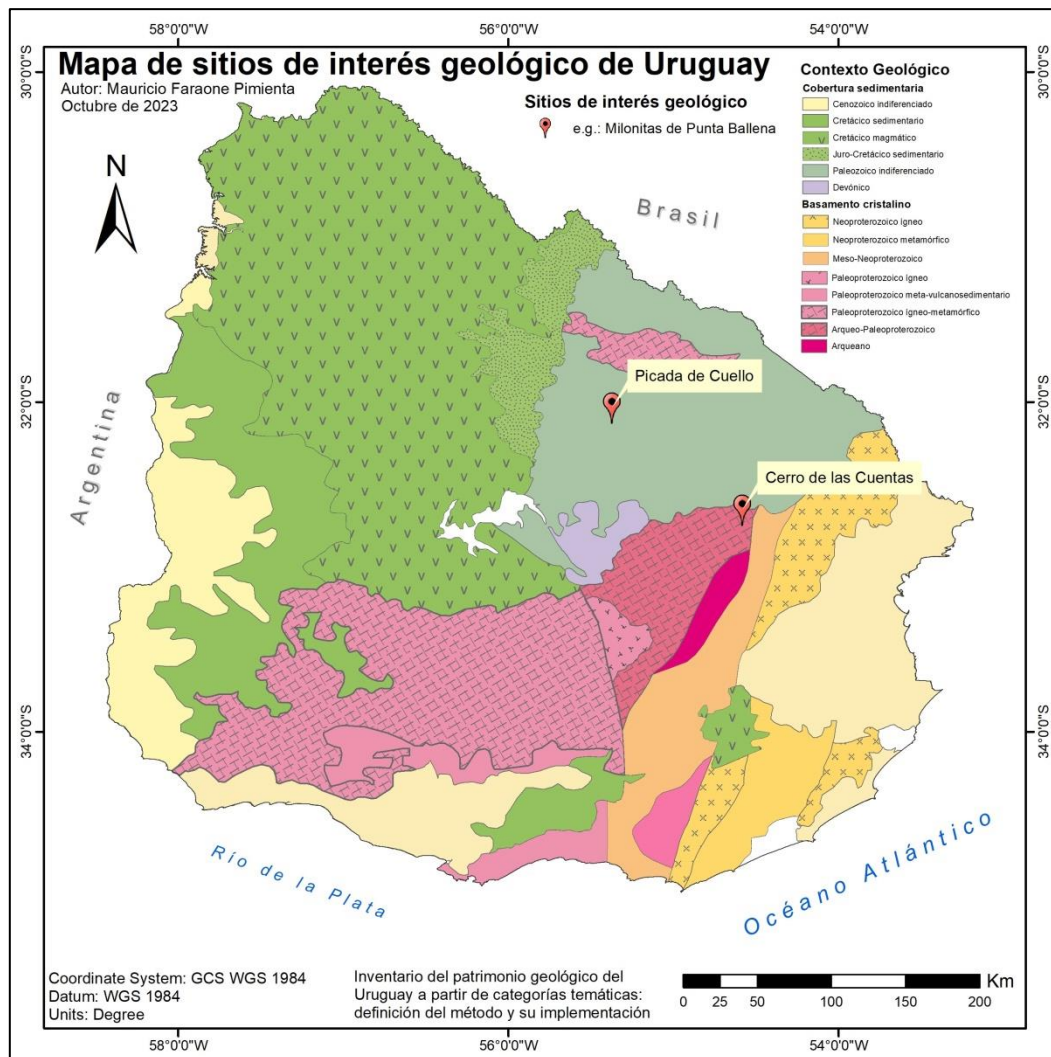 58°0'0"W
56°0'0"W
54°0'0"W
30°0'0"S
30°0'0"S
Mapa de sitios de interés geológico de Uruguay
Autor: Mauricio Faraone Pimienta
Octubre de 2023
Sitios de interés geológico
e.g.: Milonitas de Punta Ballena
N
Contexto Geológico
Cobertura sedimentaria
Cenozoico indiferenciado
Cretácico sedimentario
Cretácico magmático
Juro-Cretácico sedimentario
Paleozoico indiferenciado
Devónico
Basamento cristalino
Neoproterozoico ígneo
Neoproterozoico metamórfico
Meso-Neoproterozoico
Paleoproterozoico ígneo
Paleoproterozoico meta-vulcanosedimentario
Paleoproterozoico ígneo-metamórfico
Arqueo-Paleoproterozoico
Arqueano
Brasil
Picada de Cuello
32°0'0"S
32°0'0"S
Argentina
Cerro de las Cuentas
34°0'0"S
34°0'0"S
Río de la Plata
Océano Atlántico
Coordinate System: GCS WGS 1984
Datum: WGS 1984
Units: Degree
Inventario del patrimonio geológico del
Uruguay a partir de categorías temáticas:
definición del método y su implementación
Km
0 25 50 100 150 200
58°0'0"W
56°0'0"W
54°0'0"W